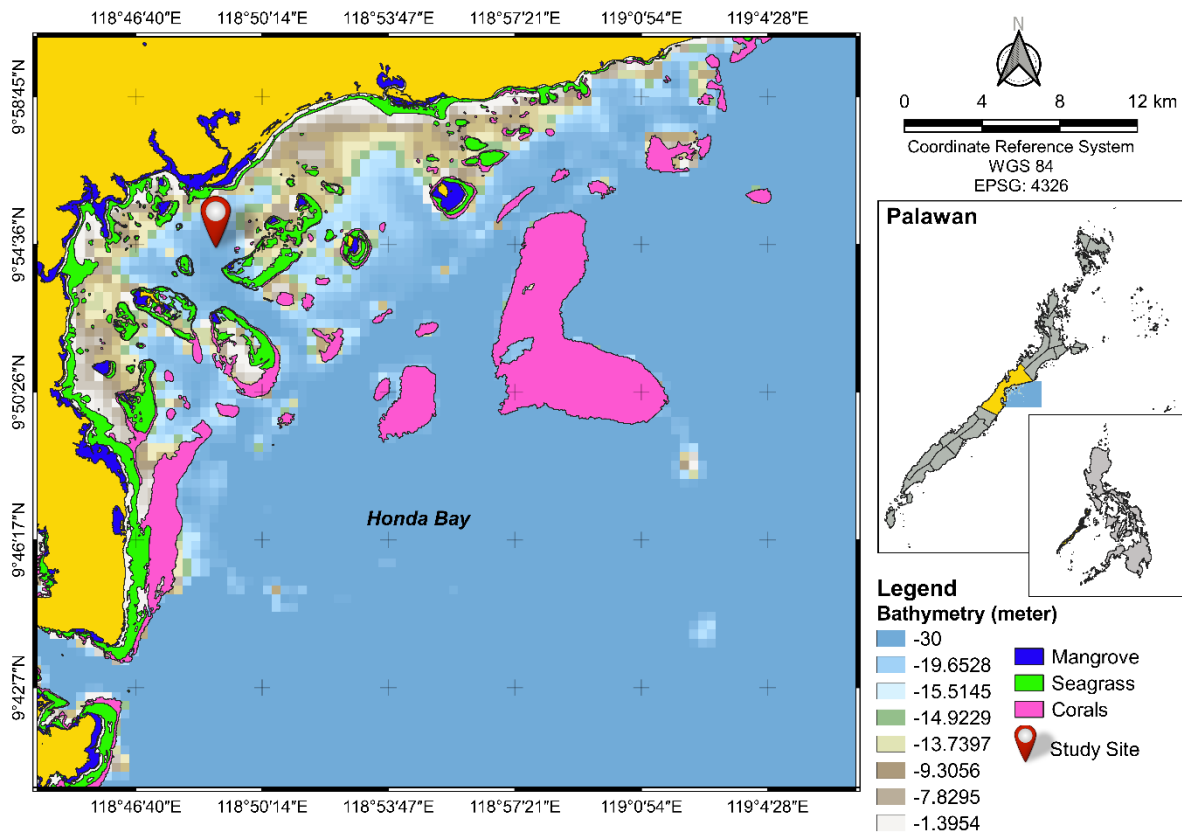 118°46′40″E 118°50′14″E 118°53′47″E 118°57′21″E 119°0′54″E 119°4′28″E
9°58′45″N
9°54′36″N
9°50′26″N
9°46′17″N
9°42′7″N
Honda Bay
118°46′40″E 118°50′14″E 118°53′47″E 118°57′21″E 119°0′54″E 119°4′28″E
N
0 4 8 12 km
Coordinate Reference System
WGS 84
EPSG: 4326
Palawan
Legend
Bathymetry (meter)
-30
-19.6528
-15.5145
-14.9229
-13.7397
-9.3056
-7.8295
-1.3954
Mangrove
Seagrass
Corals
Study Site